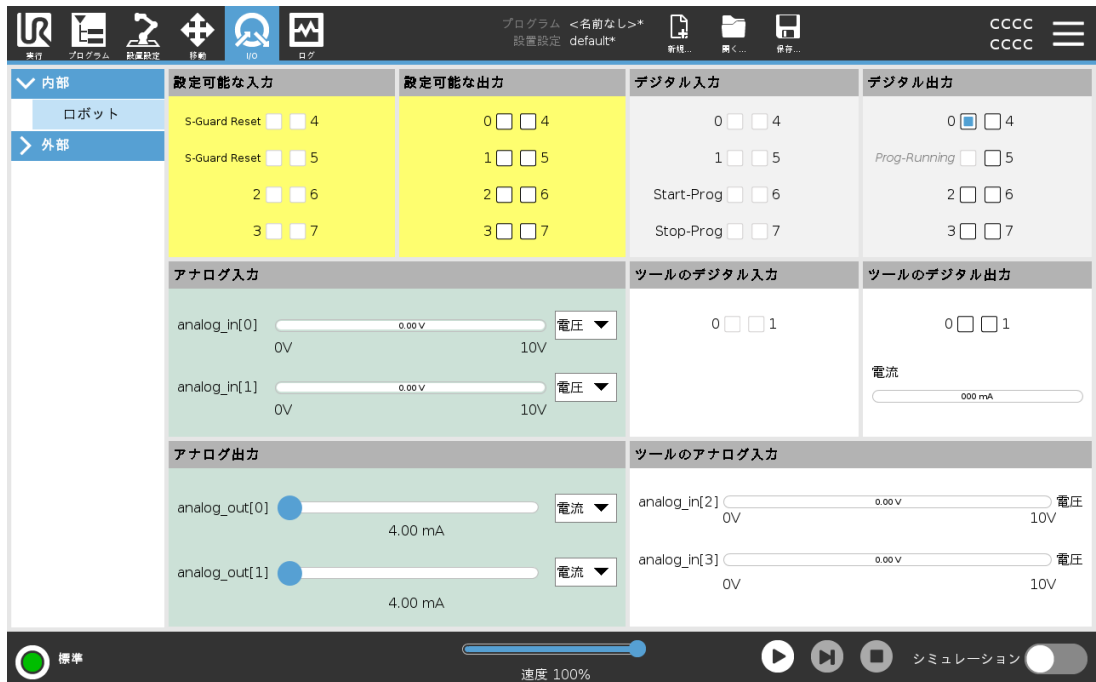 プログラム <名前なし>*
設置設定 default*
CCCC
CCCC
実行 プログラム 設置設定 移動 I/O ログ
新規... 開く... 保存...
内部
ロボット
外部
設定可能な入力
S-Guard Reset 4
S-Guard Reset 5
2 6
3 7
設定可能な出力
0 4
1 5
2 6
3 7
デジタル入力
0 4
1 5
Start-Prog 6
Stop-Prog 7
デジタル出力
0 4
Prog-Running 5
2 6
3 7
アナログ入力
analog_in[0] 0.00 V 電圧
0V 10V
analog_in[1] 0.00 V 電圧
0V 10V
ツールのデジタル入力
0 1
ツールのデジタル出力
0 1
電流
000 mA
アナログ出力
analog_out[0] 電流
4.00 mA
analog_out[1] 電流
4.00 mA
ツールのアナログ入力
analog_in[2] 0.00 V 電圧
0V 10V
analog_in[3] 0.00 V 電圧
0V 10V
標準
速度 100%
シミュレーション